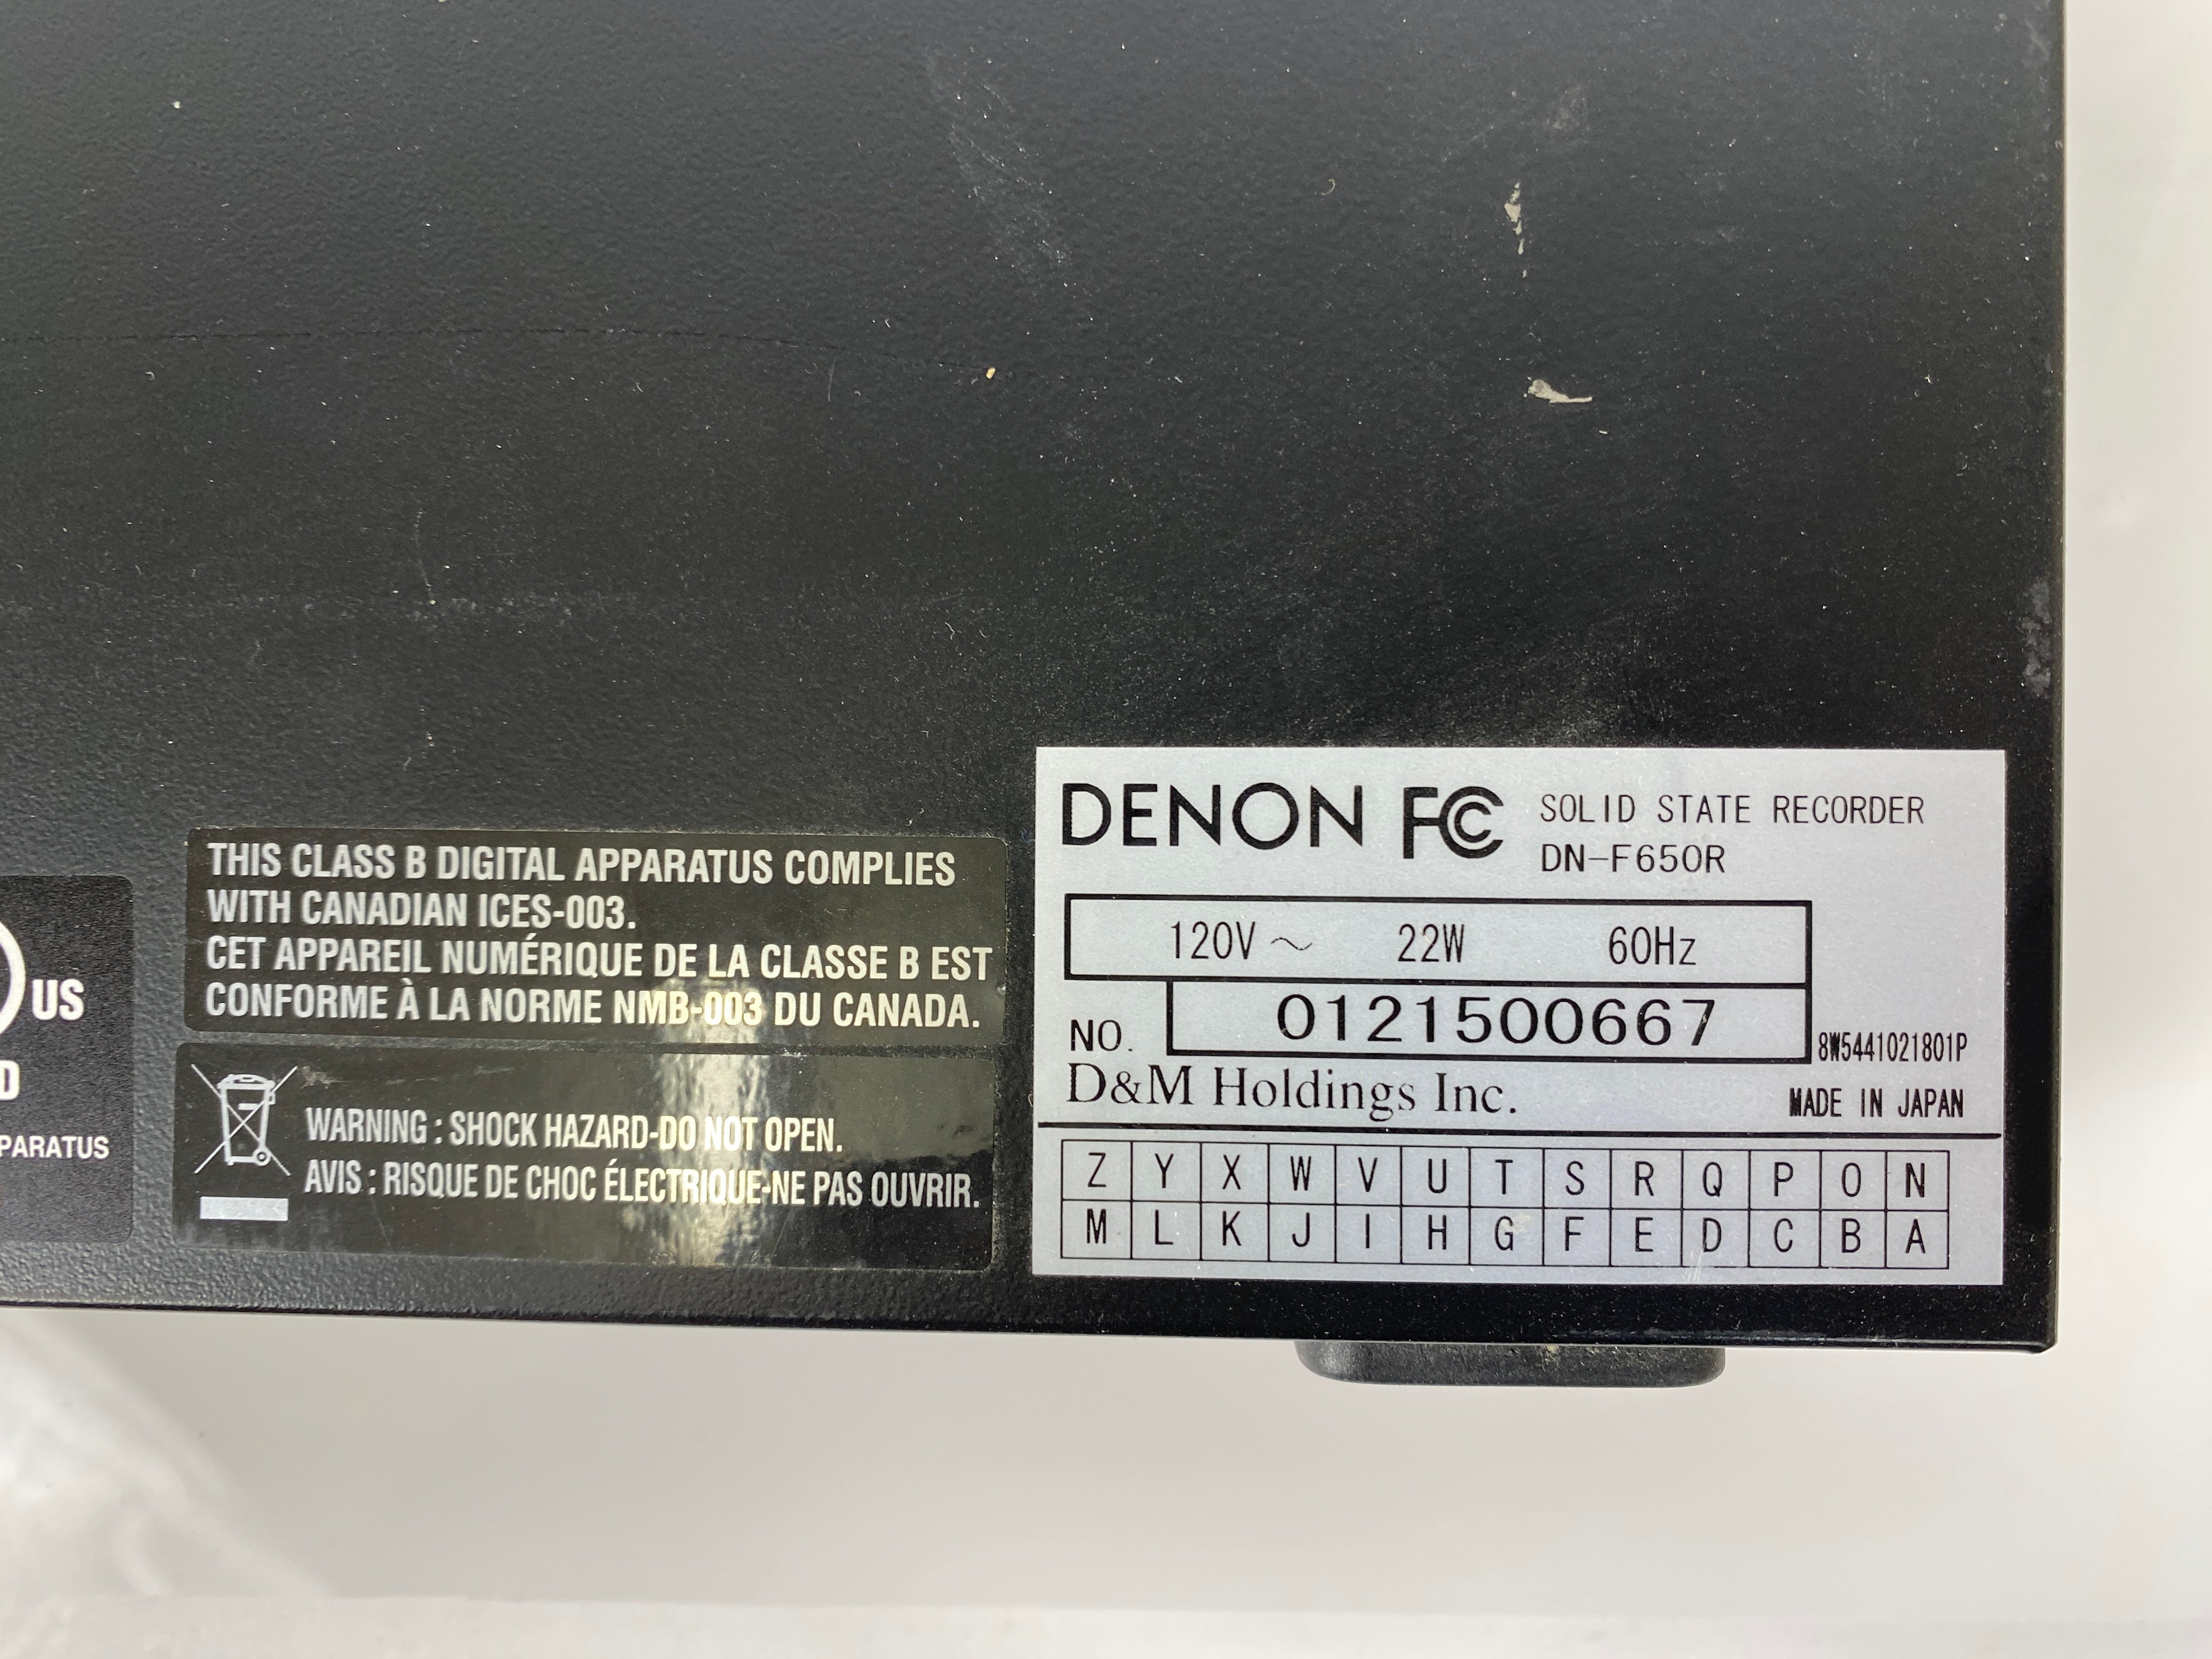 US
D
PARATUS
THIS CLASS B DIGITAL APPARATUS COMPLIES
WITH CANADIAN ICES-003.
CET APPAREIL NUMÉRIQUE DE LA CLASSE B EST
CONFORME À LA NORME NMB-003 DU CANADA.
WARNING : SHOCK HAZARD-DO NOT OPEN.
AVIS : RISQUE DE CHOC ÉLECTRIQUE-NE PAS OUVRIR.
DENON FC SOLID STATE RECORDER
DN-F650R
120V ~ 22W 60Hz
NO. 0121500667 8W5441021801P
D&M Holdings Inc. MADE IN JAPAN
Z Y X W V U T S R Q P O N
M L K J I H G F E D C B A